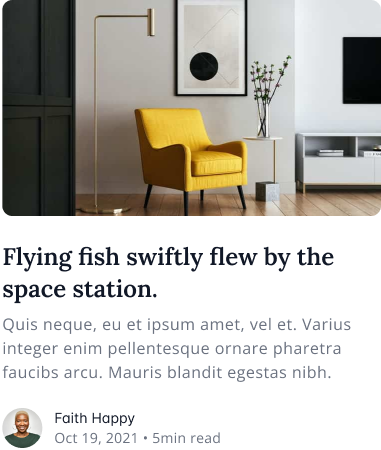 Flying fish swiftly flew by the
space station.
Quis neque, eu et ipsum amet, vel et. Varius
integer enim pellentesque ornare pharetra
faucibs arcu. Mauris blandit egestas nibh.
Faith Happy
Oct 19, 2021 • 5min read